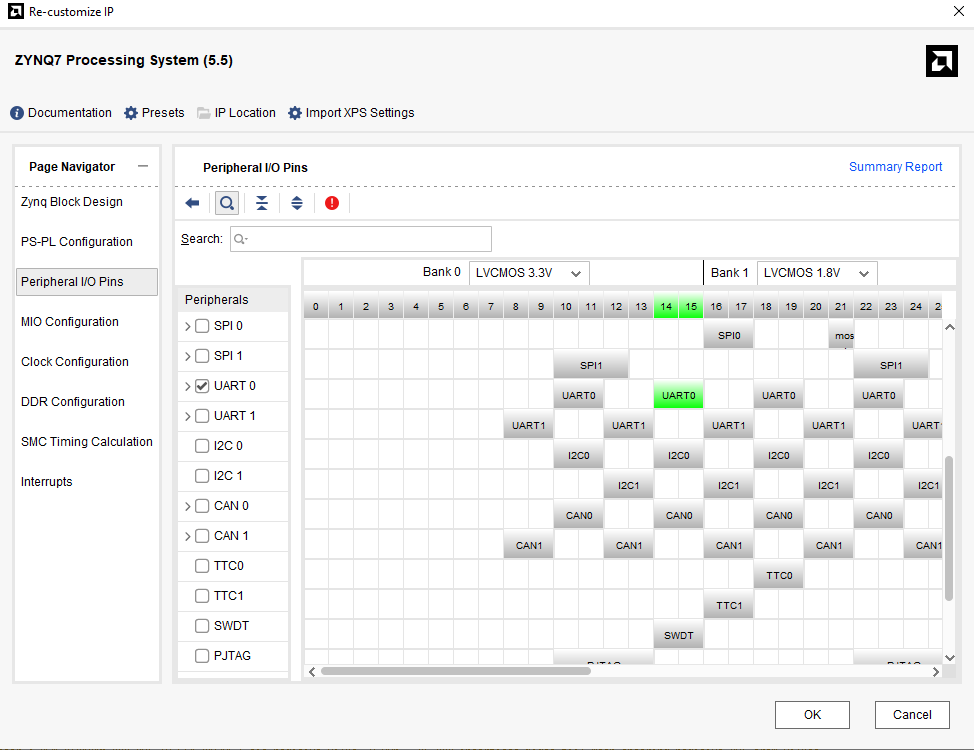 Re-customize IP
ZYNQ7 Processing System (5.5)
Documentation Presets IP Location Import XPS Settings
Page Navigator
Zynq Block Design
PS-PL Configuration
Peripheral I/O Pins
MIO Configuration
Clock Configuration
DDR Configuration
SMC Timing Calculation
Interrupts
Peripheral I/O Pins Summary Report
Search:
Bank 0 LVCMOS 3.3V Bank 1 LVCMOS 1.8V
Peripherals 0 1 2 3 4 5 6 7 8 9 10 11 12 13 14 15 16 17 18 19 20 21 22 23 24
SPI 0 SPI0 mos
SPI 1 SPI1 SPI1
UART 0 UART0 UART0 UART0 UART0
UART 1 UART1 UART1 UART1 UART1 UART1
I2C 0 I2C0 I2C0 I2C0 I2C0
I2C 1 I2C1 I2C1 I2C1 I2C1
CAN 0 CAN0 CAN0 CAN0 CAN0
CAN 1 CAN1 CAN1 CAN1 CAN1 CAN1
TTC0 TTC0
TTC1 TTC1
SWDT SWDT
PJTAG PJTAG PJTAG
OK Cancel